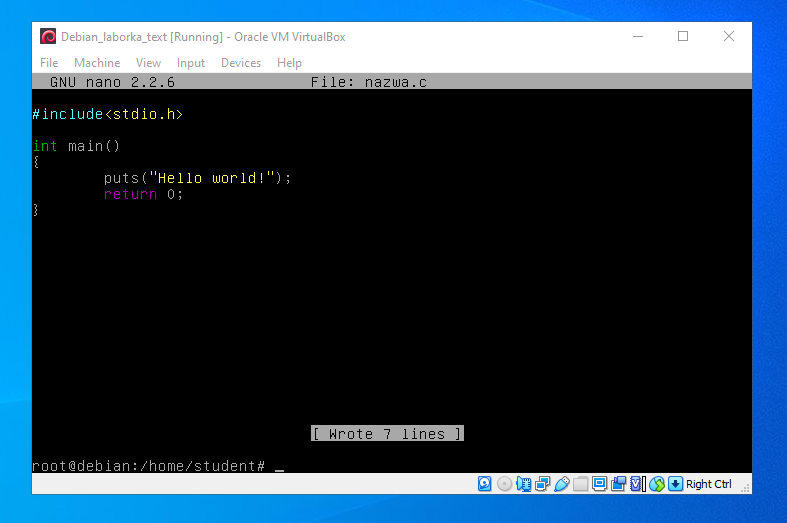 Debian_laborka_text [Running] - Oracle VM VirtualBox
File Machine View Input Devices Help
GNU nano 2.2.6 File: nazwa.c
#include<stdio.h>
int main()
{
puts("Hello world!");
return 0;
}
[ Wrote 7 lines ]
root@debian:/home/student# _
Right Ctrl